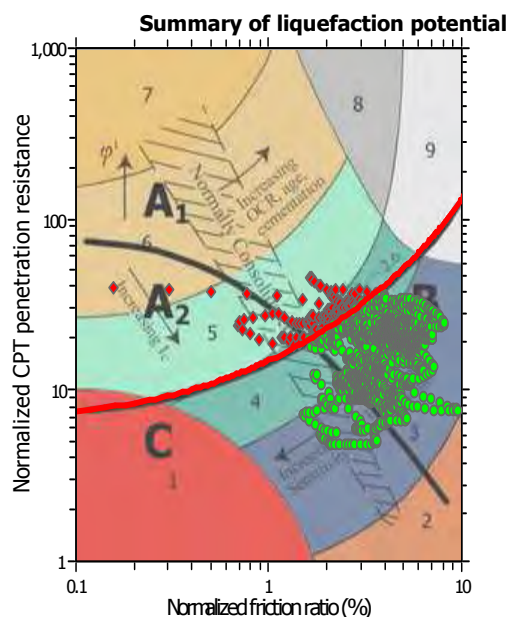 Summary of liquefaction potential
1,000
100
10
1
Normalized CPT penetration resistance
7
8
9
φ'
A1
Increasing
OCR, age,
cementation
Normally Consoli
6
A2
Increasing Ic
5
4
C
1
3
2
0.1
1
10
Normalized friction ratio (%)